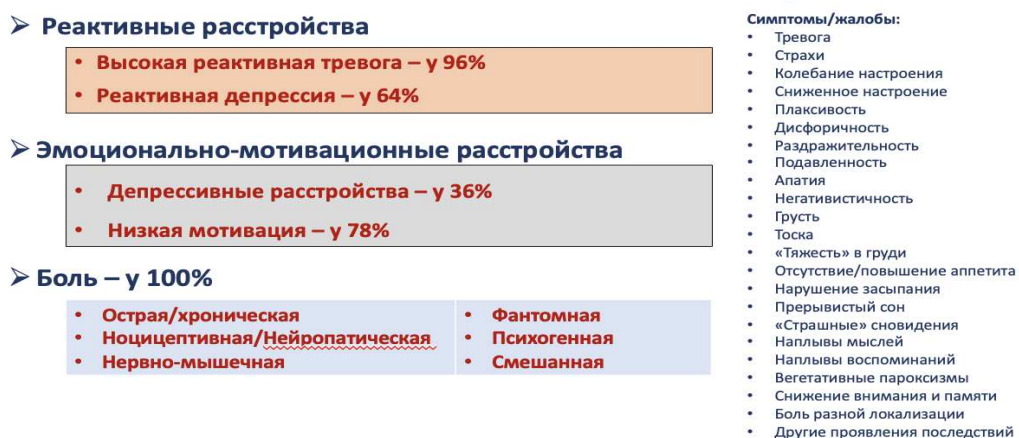 ➢ Реактивные расстройства
• Высокая реактивная тревога – у 96%
• Реактивная депрессия – у 64%
➢ Эмоционально-мотивационные расстройства
• Депрессивные расстройства – у 36%
• Низкая мотивация – у 78%
➢ Боль – у 100%
• Острая/хроническая
• Ноцицептивная/Нейропатическая
• Нервно-мышечная
• Фантомная
• Психогенная
• Смешанная
Симптомы/жалобы:
• Тревога
• Страхи
• Колебание настроения
• Сниженное настроение
• Плаксивость
• Дисфоричность
• Раздражительность
• Подавленность
• Апатия
• Негативистичность
• Грусть
• Тоска
• «Тяжесть» в груди
• Отсутствие/повышение аппетита
• Нарушение засыпания
• Прерывистый сон
• «Страшные» сновидения
• Наплывы мыслей
• Наплывы воспоминаний
• Вегетативные пароксизмы
• Снижение внимания и памяти
• Боль разной локализации
• Другие проявления последствий